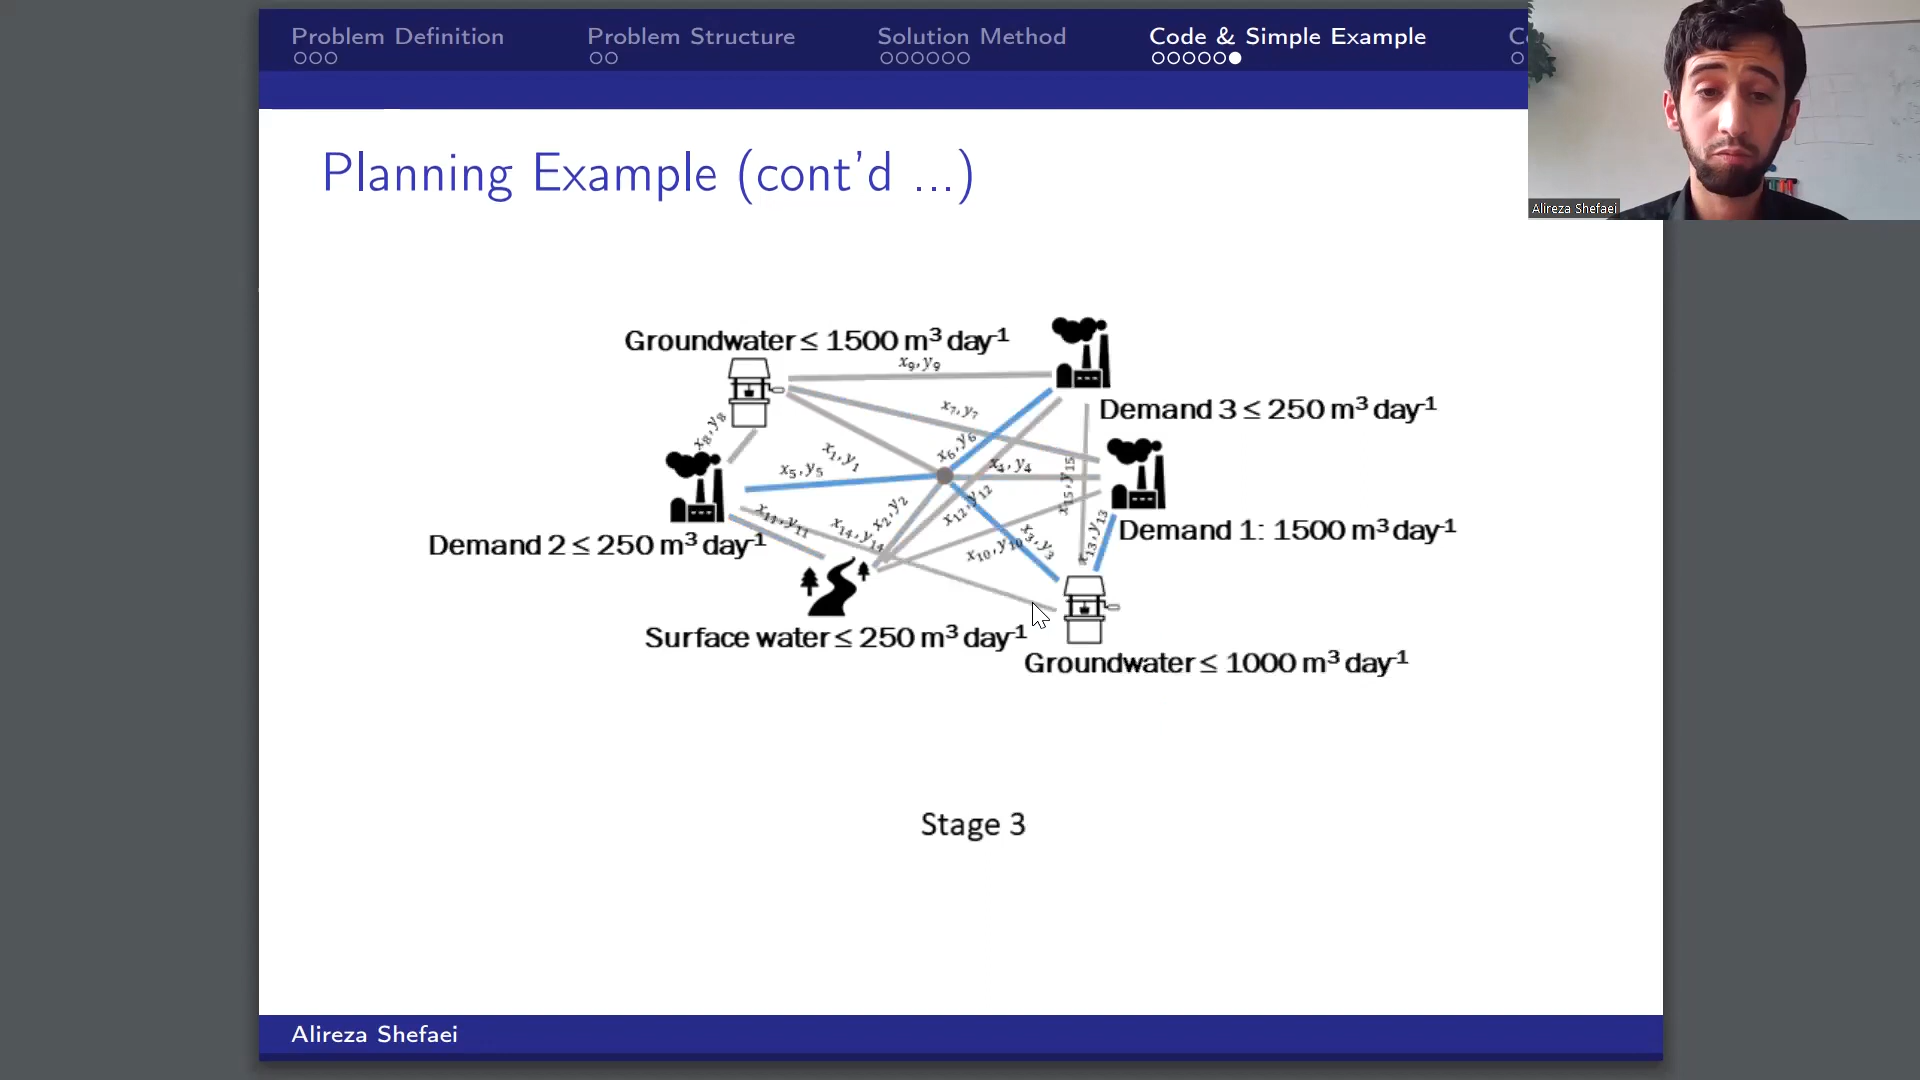 Problem Definition
Problem Structure
Solution Method
Code & Simple Example
Alireza Shefaei
Planning Example (cont'd ...)
Groundwater ≤ 1500 m³ day⁻¹
x₉, y₉
Demand 3 ≤ 250 m³ day⁻¹
x₇, y₇
x₈, y₈
x₆, y₆
x₁, y₁
x₅, y₅
x₄, y₄
x₁₅, y₁₅
x₁₂, y₁₂
x₂, y₂
x₁₁, y₁₁
x₁₄, y₁₄
x₁₀, y₁₀
x₃, y₃
x₁₃, y₁₃
Demand 1: 1500 m³ day⁻¹
Demand 2 ≤ 250 m³ day⁻¹
Surface water ≤ 250 m³ day⁻¹
Groundwater ≤ 1000 m³ day⁻¹
Stage 3
Alireza Shefaei